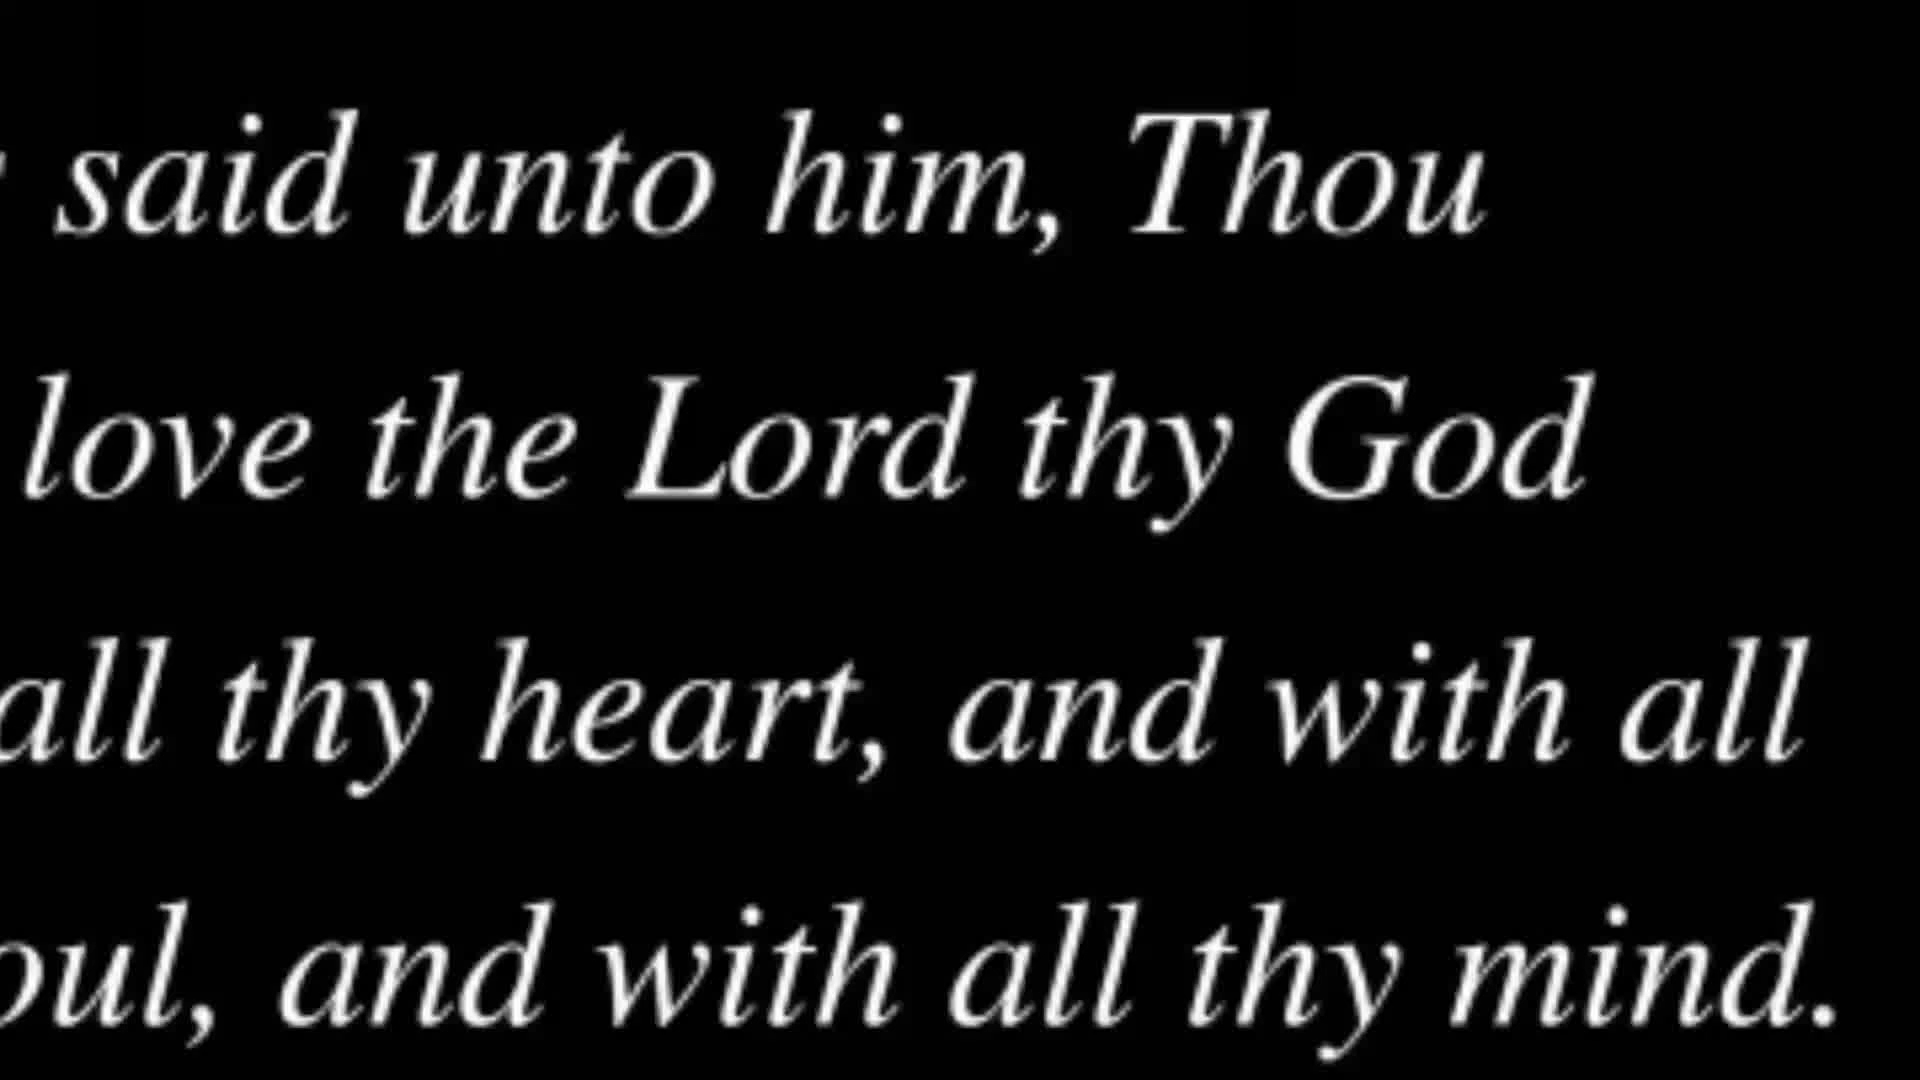 said unto him, Thou
love the Lord thy God
all thy heart, and with all
oul, and with all thy mind.